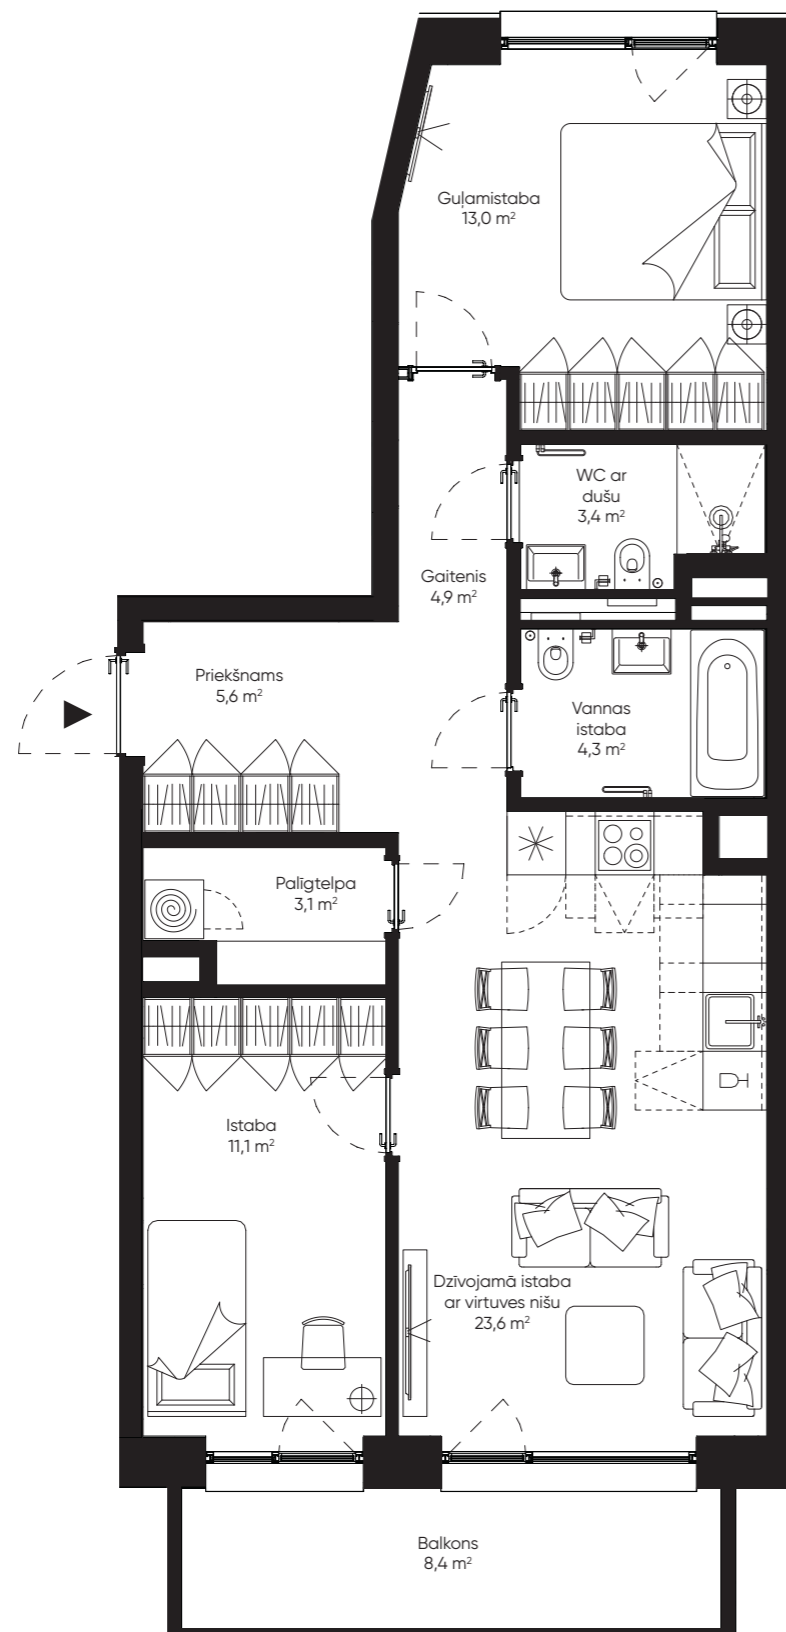 Guļamistaba
13,0 m²
WC ar
dušu
3,4 m²
Gaitenis
4,9 m²
Priekšnams
5,6 m²
Vannas
istaba
4,3 m²
Palīgtelpa
3,1 m²
Istaba
11,1 m²
Dzīvojamā istaba
ar virtuves nišu
23,6 m²
Balkons
8,4 m²